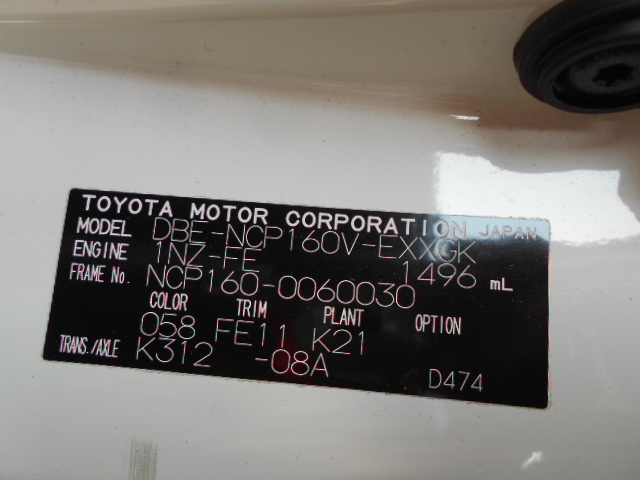 TOYOTA MOTOR CORPORATION JAPAN
MODEL DBE-NCP160V-EXXGK
ENGINE 1NZ-FE 1496 mL
FRAME No. NCP160-0060030
COLOR TRIM PLANT OPTION
058 FE11 K21
TRANS./AXLE K312 -08A
D474